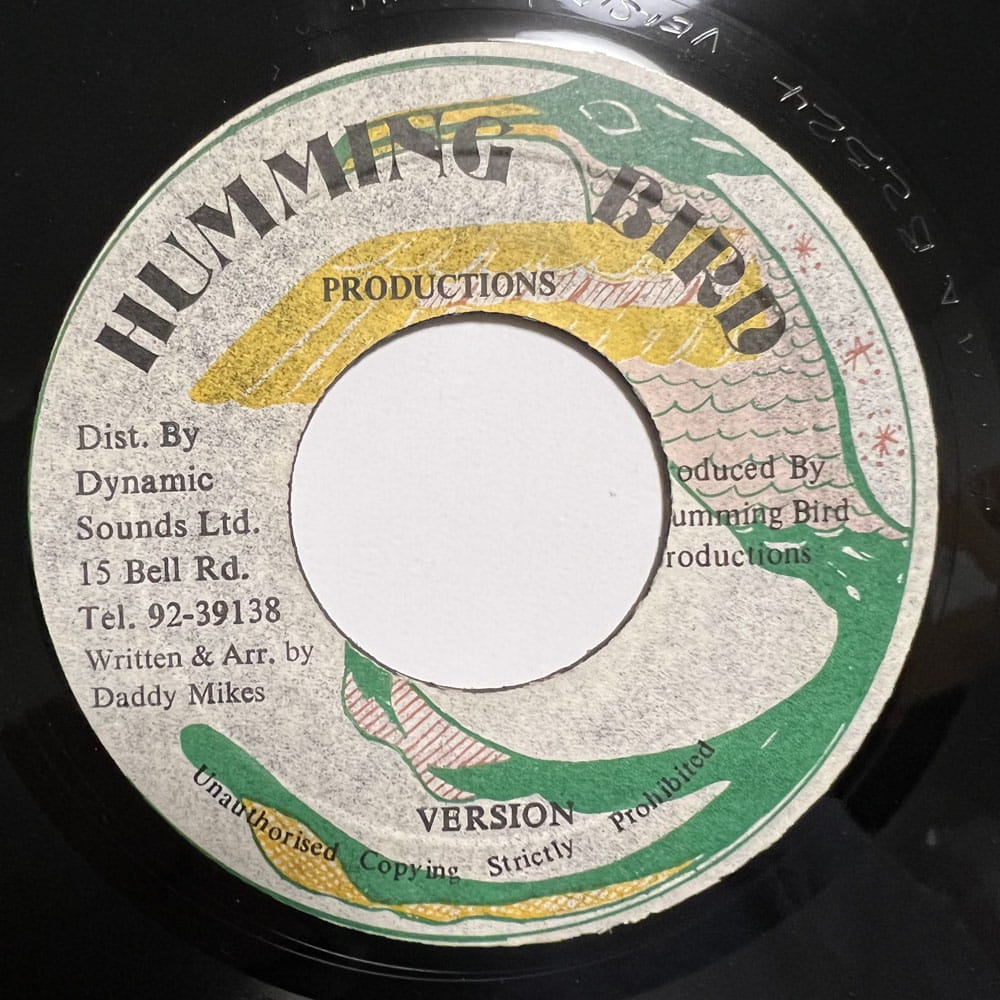 HUMMING BIRD
PRODUCTIONS
Dist. By
Dynamic
Sounds Ltd.
15 Bell Rd.
Tel. 92-39138
Written & Arr. by
Daddy Mikes
oduced By
umming Bird
roductions
VERSION
Unauthorised Copying Strictly Prohibited